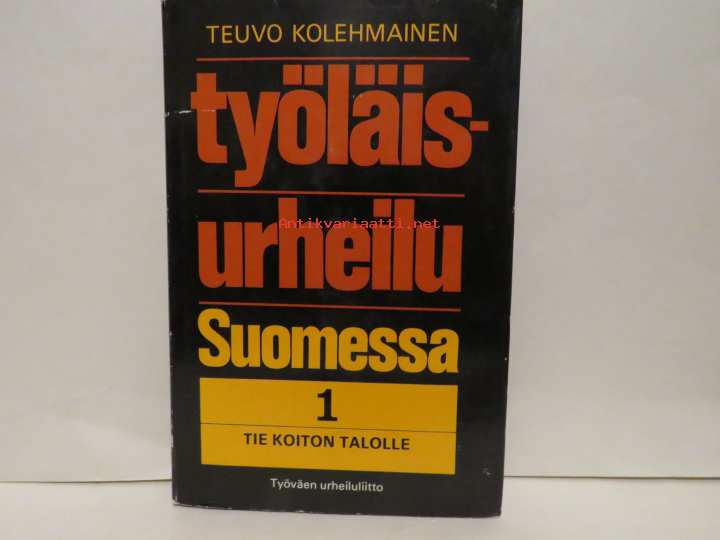 TEUVO KOLEHMAINEN
työläis-
Antikvariaatti.net
urheilu
Suomessa
1
TIE KOITON TALOLLE
Työväen urheiluliitto